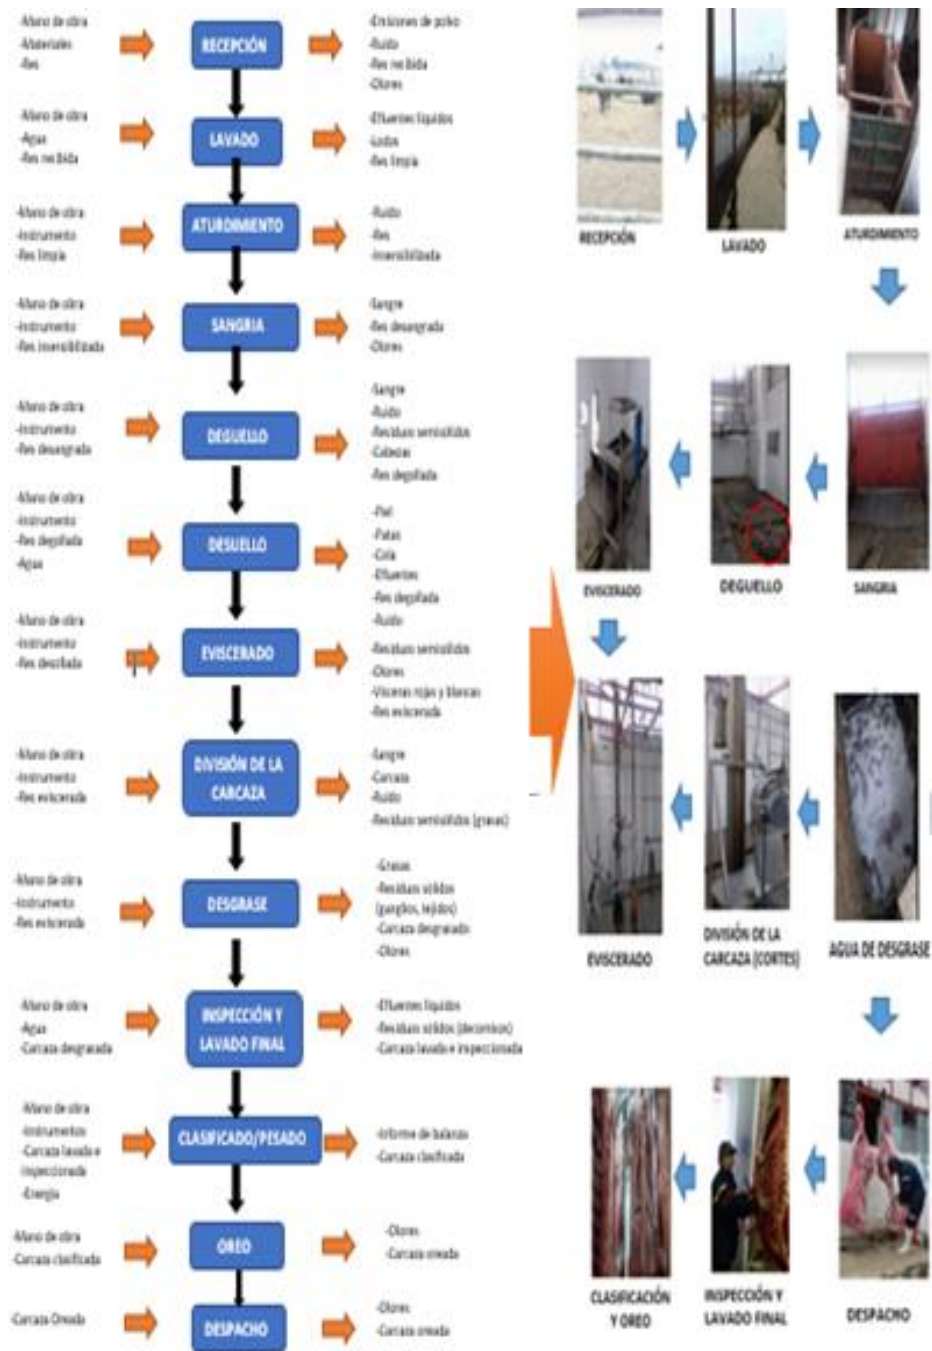 -Mano de obra
-Materiales
-Res
RECEPCIÓN
-Emisiones de polvo
-Ruido
-Res recibida
-Olores
-Mano de obra
-Agua
-Res recibida
LAVADO
-Efluentes líquidos
-Lodos
-Res limpia
-Mano de obra
-Instrumento
-Res limpia
ATURDIMIENTO
-Ruido
-Res
insensibilizada
-Mano de obra
-Instrumento
-Res insensibilizada
SANGRIA
-Sangre
-Res desangrada
-Olores
-Mano de obra
-Instrumento
-Res desangrada
DEGUELLO
-Sangre
-Ruido
-Residuos semisólidos
-Cabezas
-Res degollada
-Mano de obra
-Instrumento
-Res degollada
-Agua
DESUELLO
-Piel
-Patas
-Cola
-Efluentes
-Res degollada
-Ruido
-Mano de obra
-Instrumento
-Res
EVISCERADO
-Residuos semisólidos
-Olores
-Vísceras rojas y blancas
-Res eviscerada
-Mano de obra
-Instrumento
-Res eviscerada
DIVISIÓN DE LA
CARCAZA
-Sangre
-Carcaza
-Ruido
-Residuos semisólidos (grasas)
-Mano de obra
-Instrumento
-Res eviscerada
DESGRASE
-Grasas
-Residuos sólidos
(ganglios, tejidos)
-Carcaza desgrasado
-Olores
-Mano de obra
-Agua
-Carcaza desgrasada
INSPECCIÓN Y
LAVADO FINAL
-Efluentes líquidos
-Residuos sólidos (decomisos)
-Carcaza lavada e inspeccionada
-Mano de obra
-Instrumentos
-Carcaza lavada e
inspeccionada
-Energía
CLASIFICADO/PESADO
-Informe de balanza
-Carcaza clasificada
-Mano de obra
-Carcaza clasificada
OREO
-Olores
-Carcaza oreada
-Carcaza Oreada
DESPACHO
-Olores
-Carcaza oreada
RECEPCIÓN
LAVADO
ATURDIMIENTO
EVISCERADO
DEGUELLO
SANGRIA
EVISCERADO
DIVISIÓN DE LA
CARCAZA (CORTES)
AGUA DE DESGRASE
CLASIFICACIÓN
Y OREO
INSPECCIÓN Y
LAVADO FINAL
DESPACHO